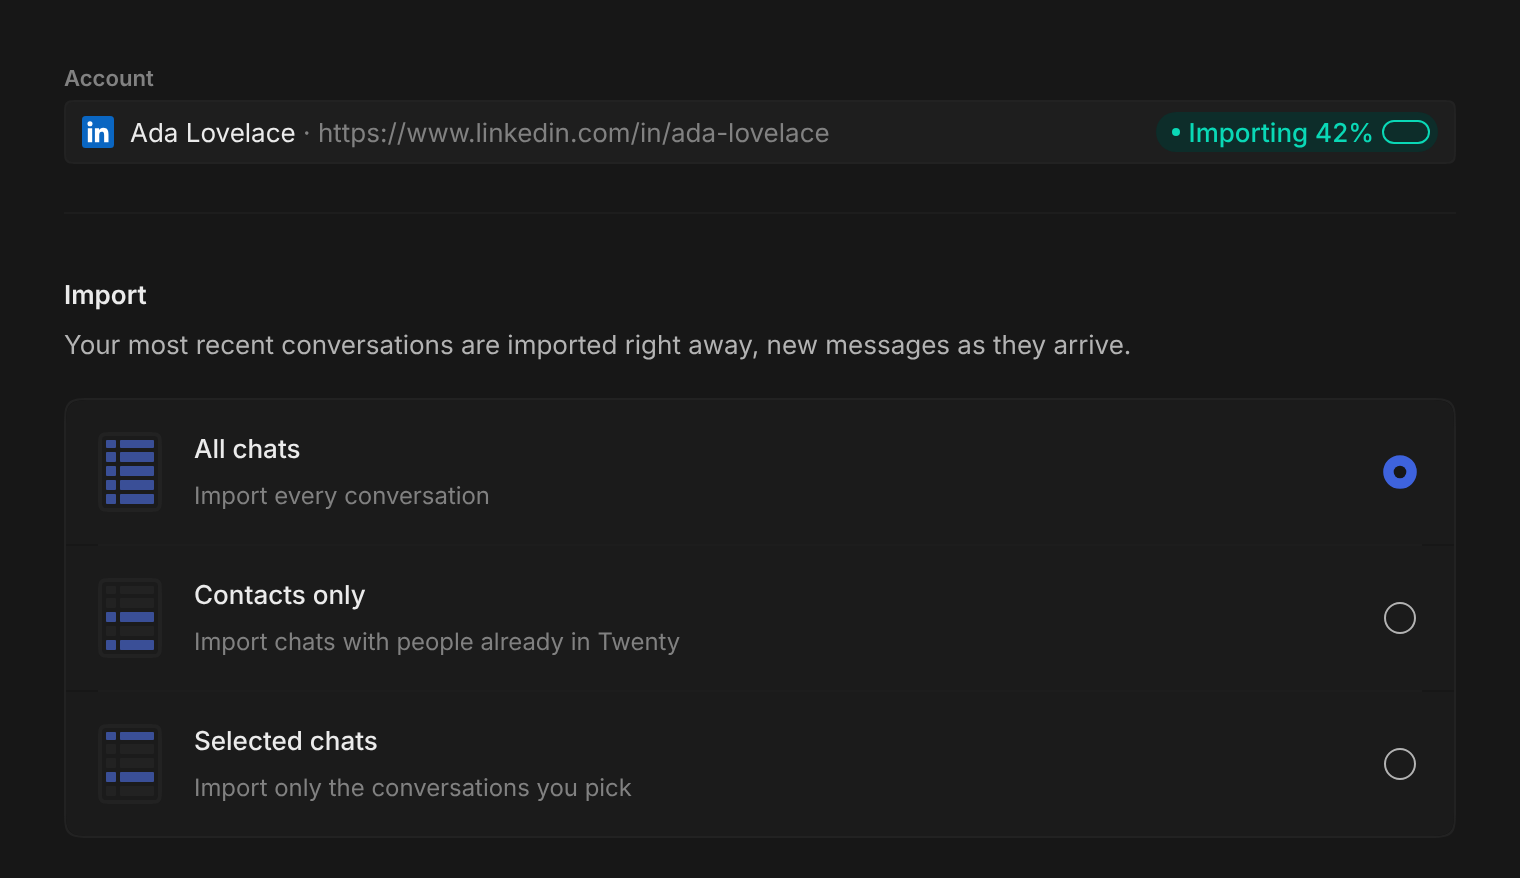 Account
in Ada Lovelace · https://www.linkedin.com/in/ada-lovelace • Importing 42%
Import
Your most recent conversations are imported right away, new messages as they arrive.
All chats
Import every conversation
Contacts only
Import chats with people already in Twenty
Selected chats
Import only the conversations you pick